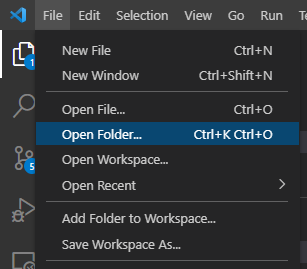 File Edit Selection View Go Run
New File Ctrl+N
New Window Ctrl+Shift+N
Open File... Ctrl+O
Open Folder... Ctrl+K Ctrl+O
Open Workspace...
Open Recent
Add Folder to Workspace...
Save Workspace As...
1
5